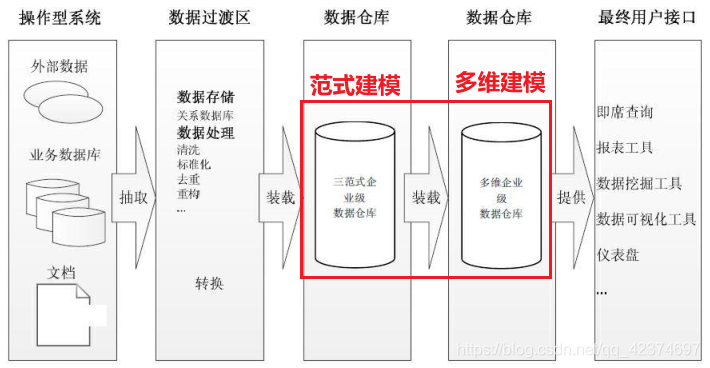 操作型系统
数据过渡区
数据仓库
数据仓库
最终用户接口
外部数据
业务数据库
文档
抽取
数据存储
关系数据库
数据处理
清洗
标准化
去重
重构
...
转换
装载
范式建模
三范式企
业级
数据仓库
装载
多维建模
多维企业
级
数据仓库
提供
即席查询
报表工具
数据挖掘工具
数据可视化工具
仪表盘
...
https://blog.csdn.net/qq_42374697